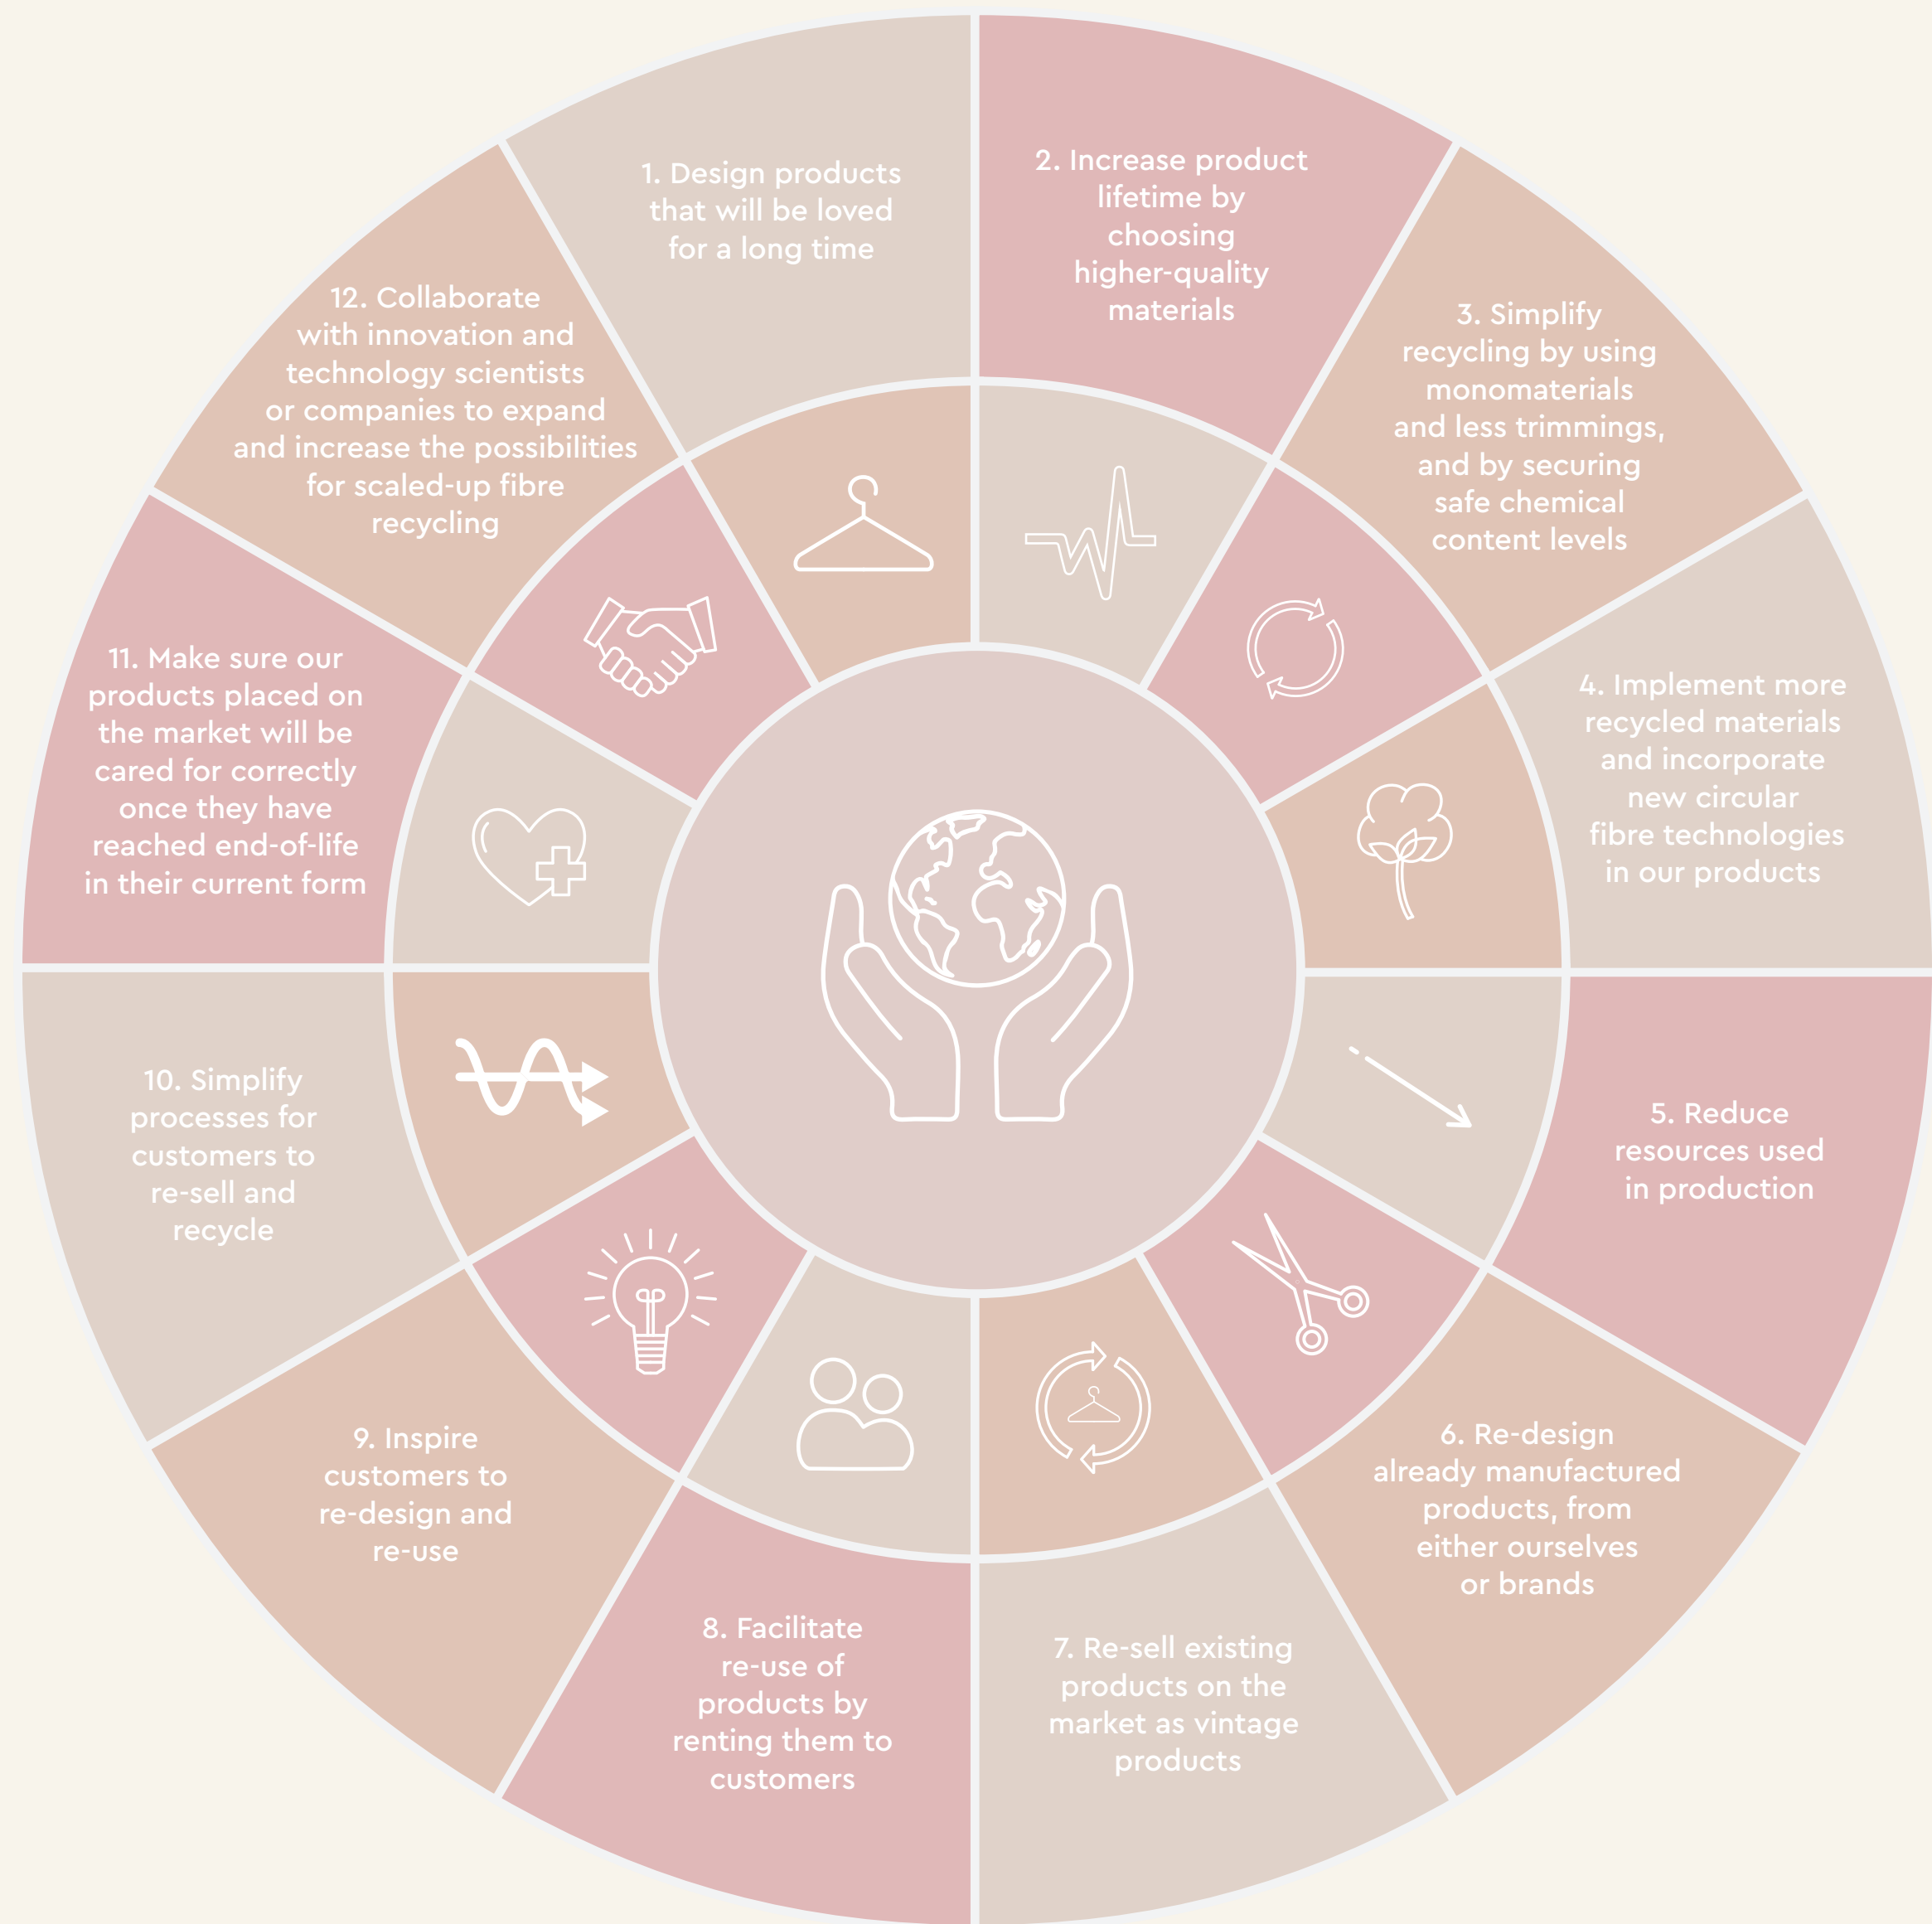 1. Design products
that will be loved
for a long time
2. Increase product
lifetime by
choosing
higher-quality
materials
3. Simplify
recycling by using
monomaterials
and less trimmings,
and by securing
safe chemical
content levels
4. Implement more
recycled materials
and incorporate
new circular
fibre technologies
in our products
5. Reduce
resources used
in production
6. Re-design
already manufactured
products, from
either ourselves
or brands
7. Re-sell existing
products on the
market as vintage
products
8. Facilitate
re-use of
products by
renting them to
customers
9. Inspire
customers to
re-design and
re-use
10. Simplify
processes for
customers to
re-sell and
recycle
11. Make sure our
products placed on
the market will be
cared for correctly
once they have
reached end-of-life
in their current form
12. Collaborate
with innovation and
technology scientists
or companies to expand
and increase the possibilities
for scaled-up fibre
recycling